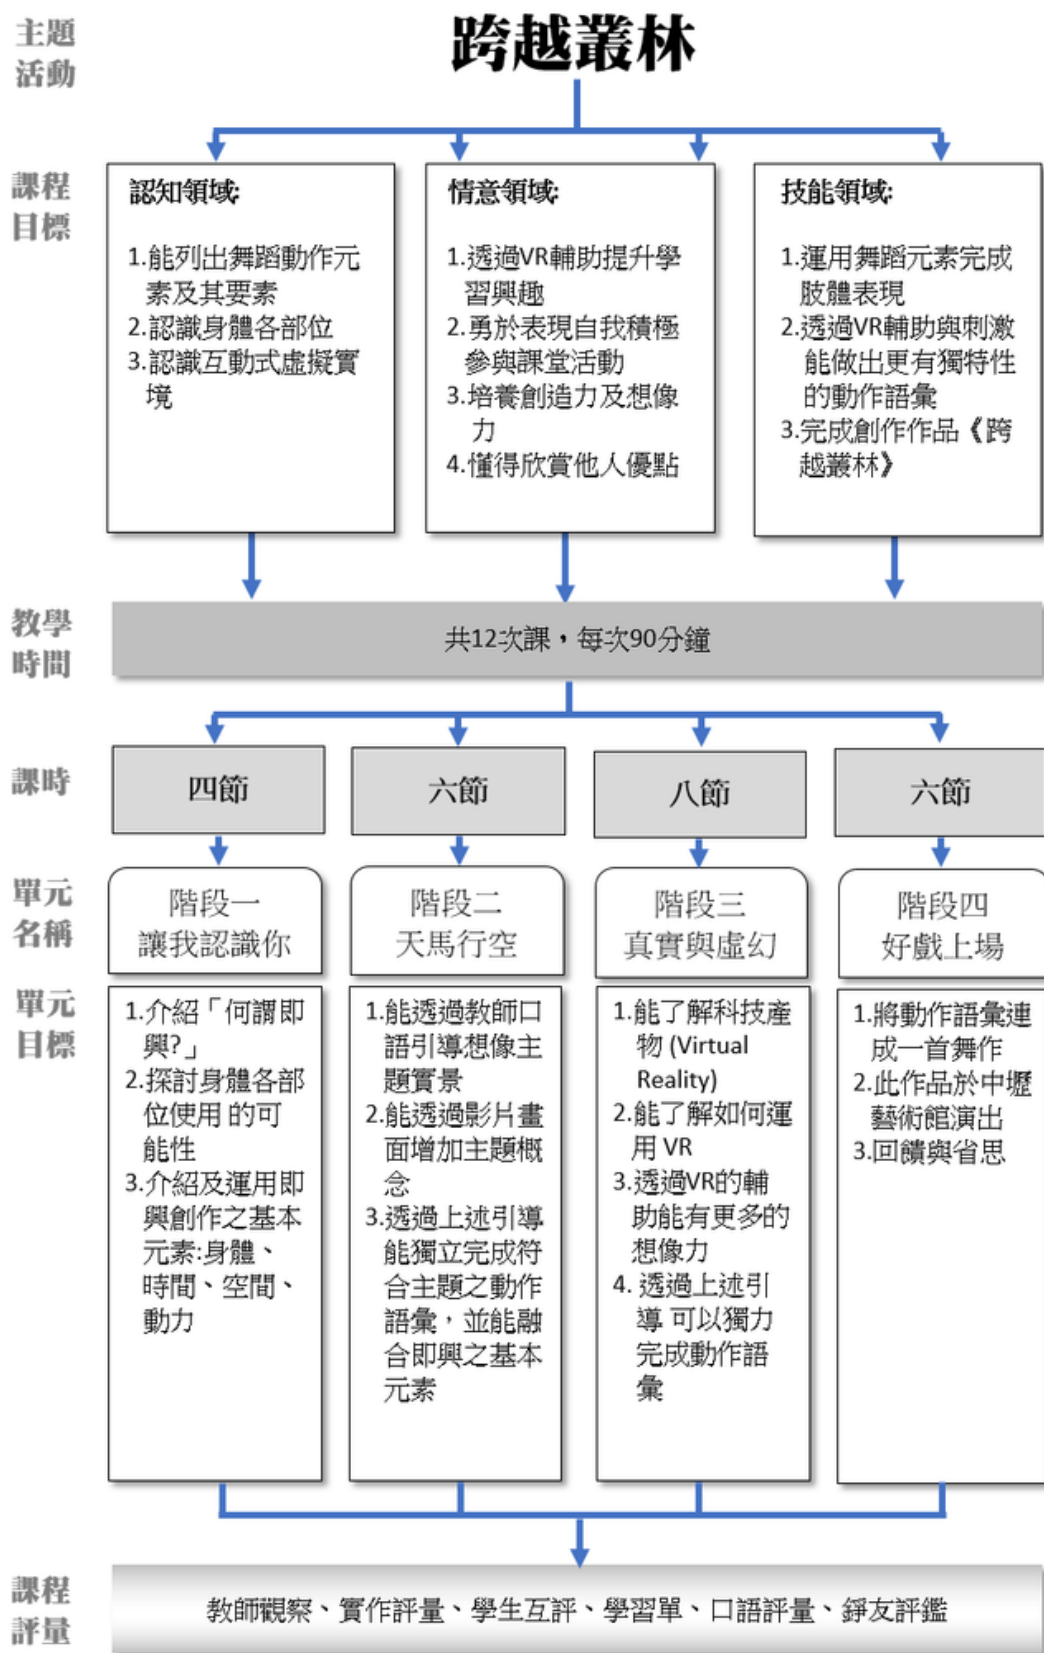 主題
活動
跨越叢林
課程
目標
認知領域:
1.能列出舞蹈動作元
素及其要素
2.認識身體各部位
3.認識互動式虛擬實
境
情意領域:
1.透過VR輔助提升學
習興趣
2.勇於表現自我積極
參與課堂活動
3.培養創造力及想像
力
4.懂得欣賞他人優點
技能領域:
1.運用舞蹈元素完成
肢體表現
2.透過VR輔助與刺激
能做出更有獨特性
的動作語彙
3.完成創作作品《跨
越叢林》
教學
時間
共12次課，每次90分鐘
課時
四節
六節
八節
六節
單元
名稱
階段一
讓我認識你
階段二
天馬行空
階段三
真實與虛幻
階段四
好戲上場
單元
目標
1.介紹「何謂即
興?」
2.探討身體各部
位使用 的可
能性
3.介紹及運用即
興創作之基本
元素:身體、
時間、空間、
動力
1.能透過教師口
語引導想像主
題實景
2.能透過影片畫
面增加主題概
念
3.透過上述引導
能獨立完成符
合主題之動作
語彙，並能融
合即興之基本
元素
1.能了解科技產
物 (Virtual
Reality)
2.能了解如何運
用 VR
3.透過VR的輔
助能有更多的
想像力
4. 透過上述引
導 可以獨力
完成動作語
彙
1.將動作語彙連
成一首舞作
2.此作品於中壢
藝術館演出
3.回饋與省思
課程
評量
教師觀察、實作評量、學生互評、學習單、口語評量、錚友評鑑